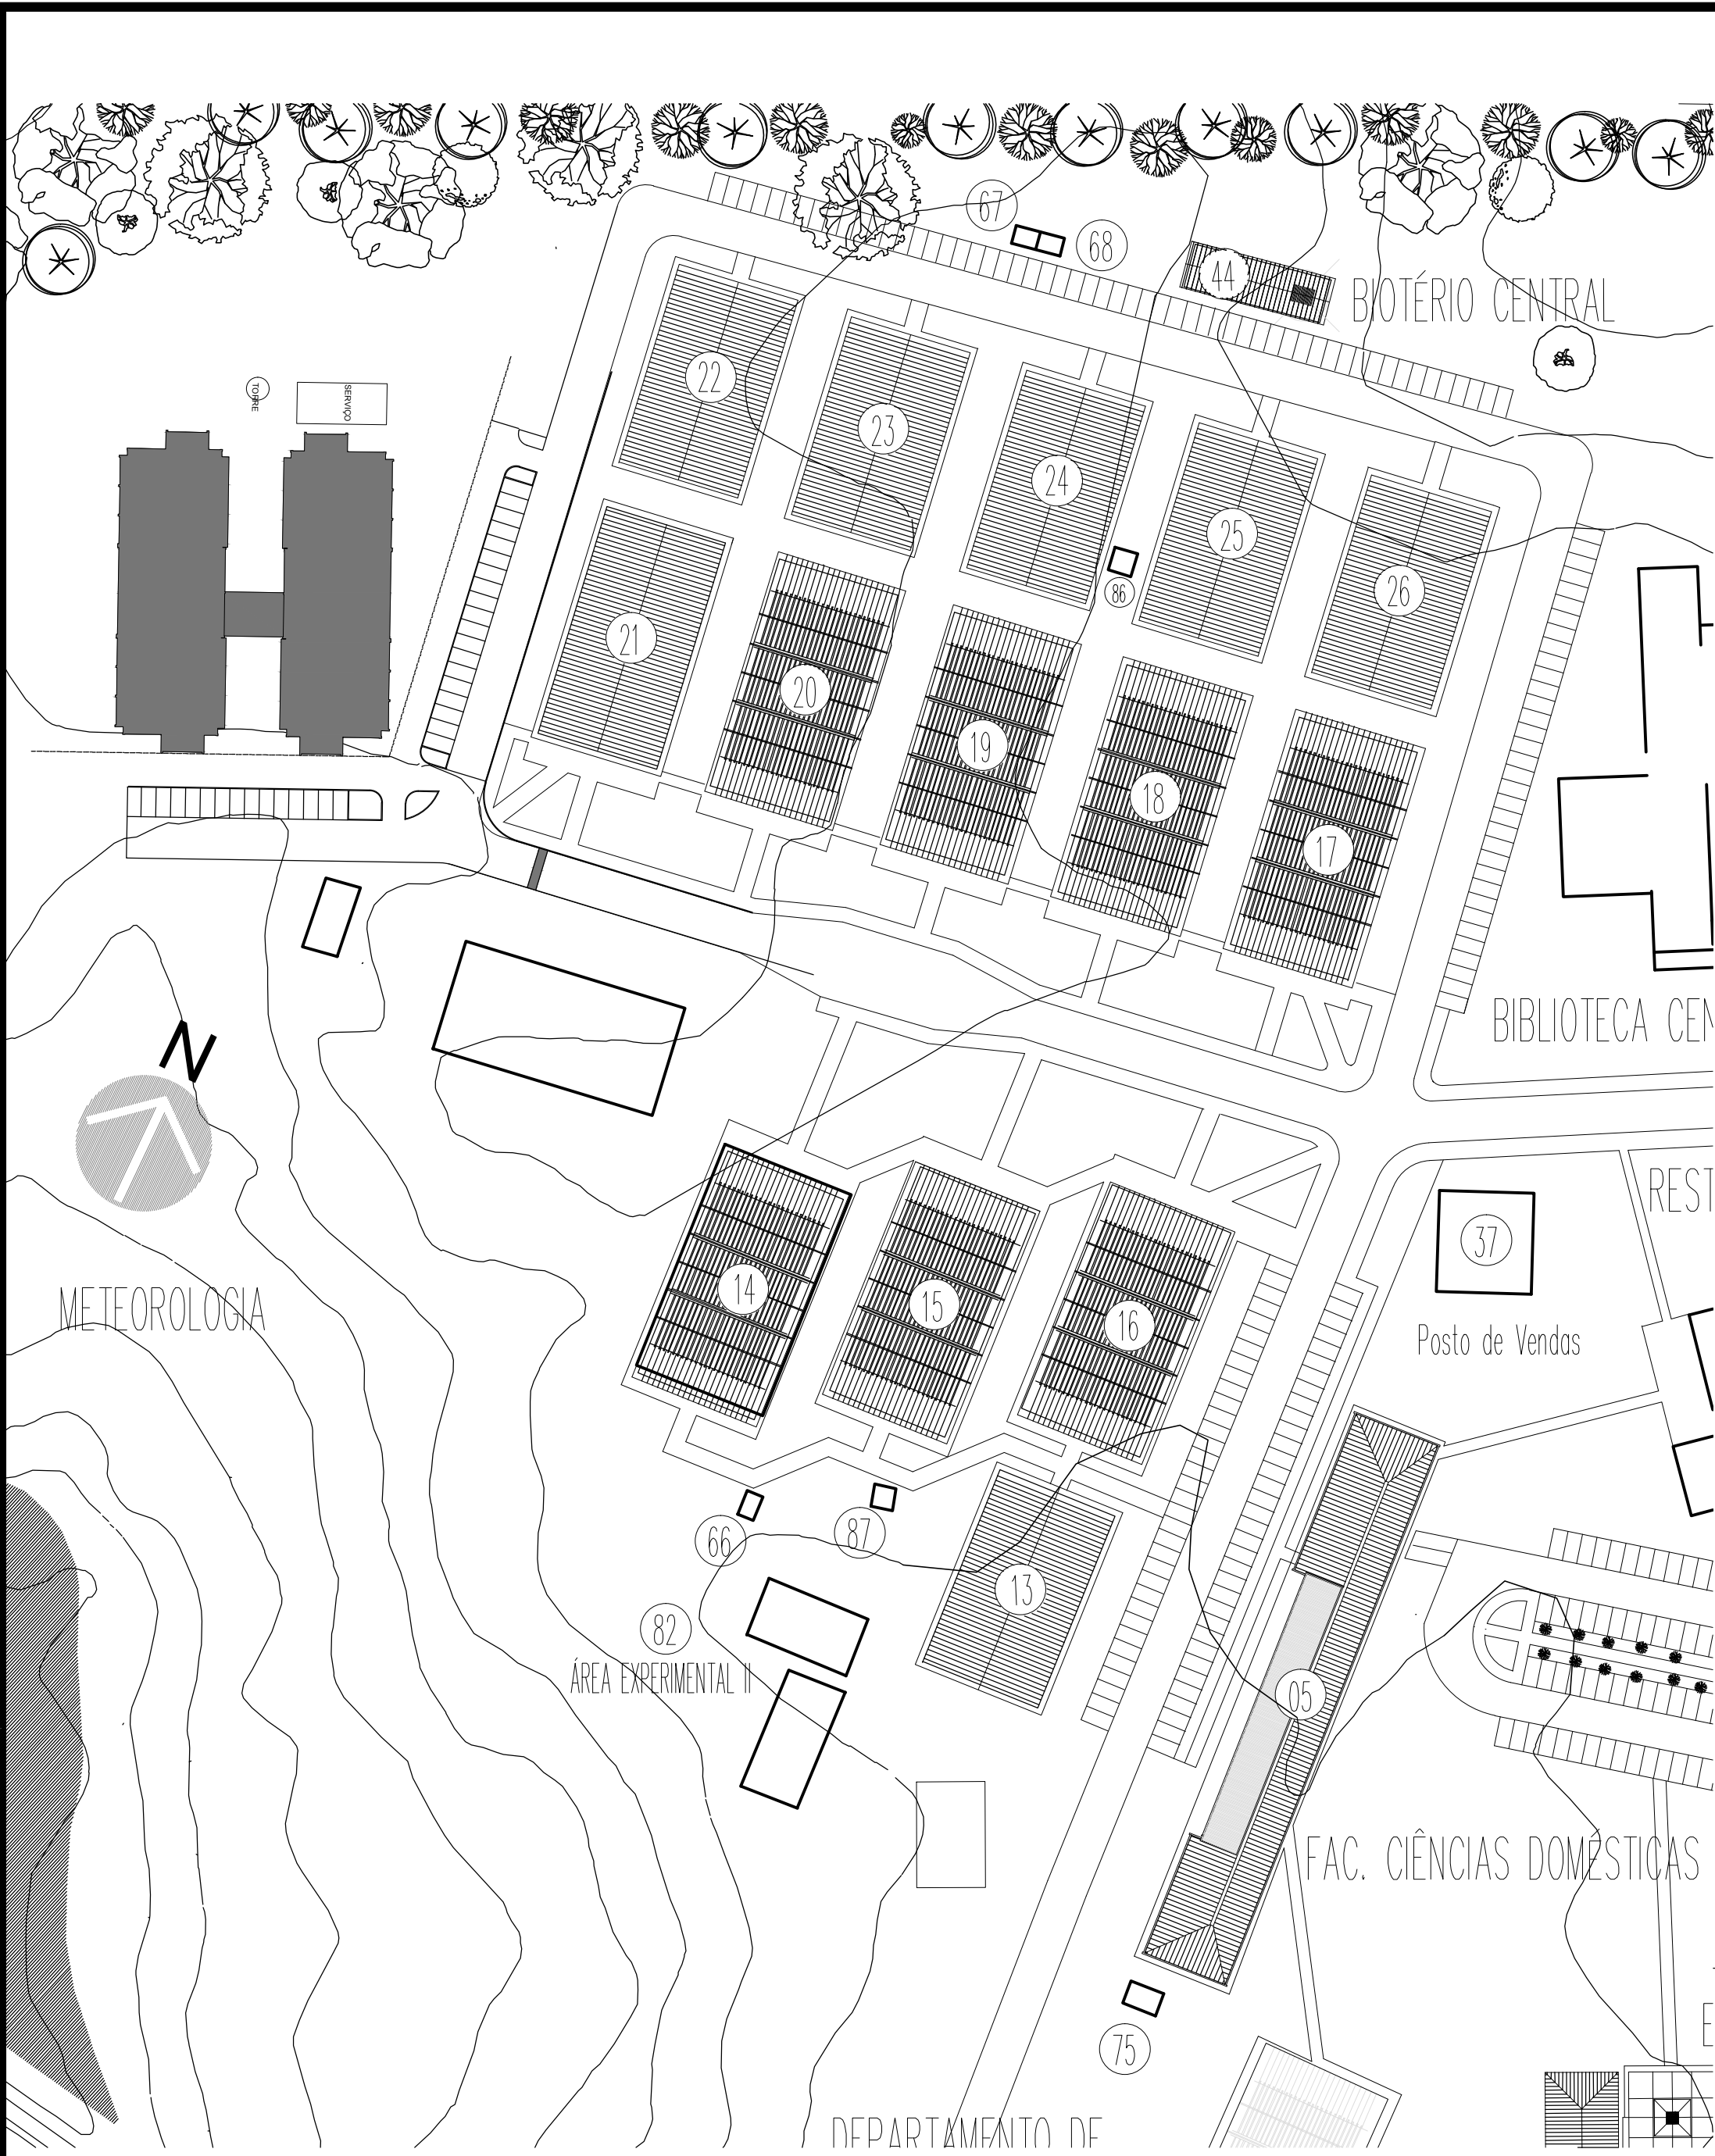 67
68
44
BIOTÉRIO CENTRAL
22
TORRE
SERVIÇO
23
24
25
86
26
21
20
19
18
17
BIBLIOTECA CEN
N
REST
37
14
15
16
METEOROLOGIA
Posto de Vendas
66
87
13
82
ÁREA EXPERIMENTAL II
05
FAC. CIÊNCIAS DOMÉSTICAS
75
DEPARTAMENTO DE